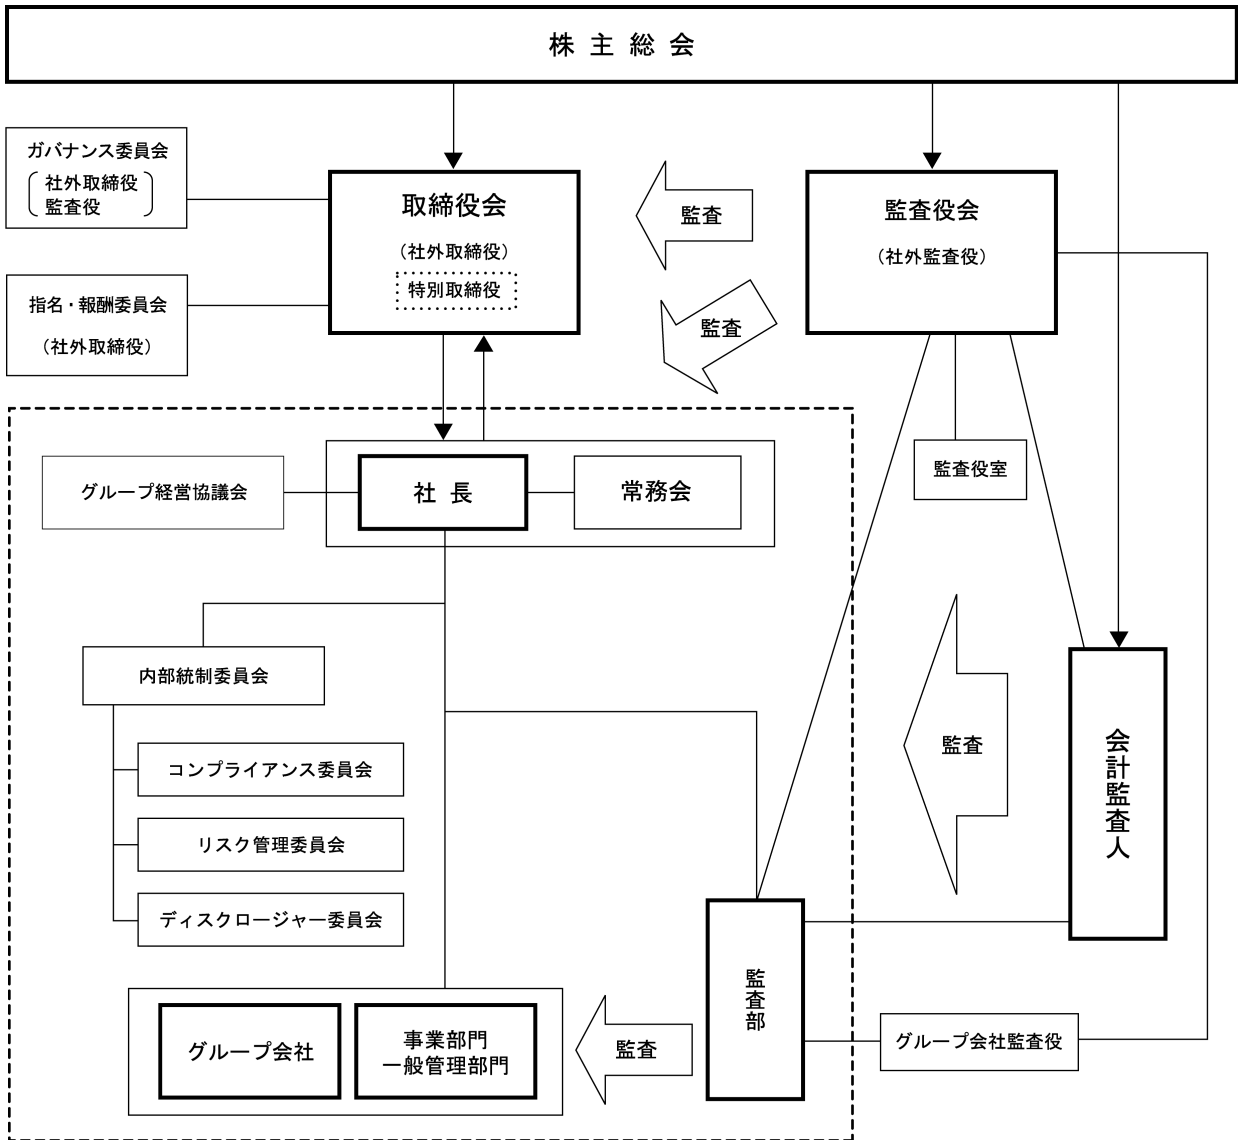 株主総会
ガバナンス委員会
社外取締役
監査役
取締役会
(社外取締役)
特別取締役
監査
監査役会
(社外監査役)
指名・報酬委員会
(社外取締役)
監査
グループ経営協議会
社長
常務会
監査役室
内部統制委員会
コンプライアンス委員会
リスク管理委員会
ディスクロージャー委員会
監査
会計監査人
監査部
グループ会社
事業部門
一般管理部門
監査
グループ会社監査役